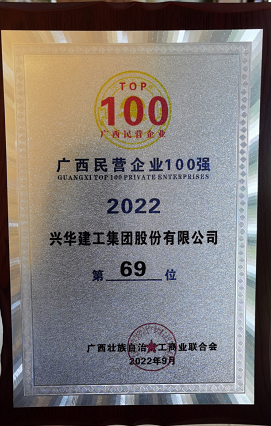 TOP
100
广西民营企业
广西民营企业100强
GUANGXI TOP 100 PRIVATE ENTERPRISES
2022
兴华建工集团股份有限公司
第 69 位
广西壮族自治区工商业联合会
2022年9月